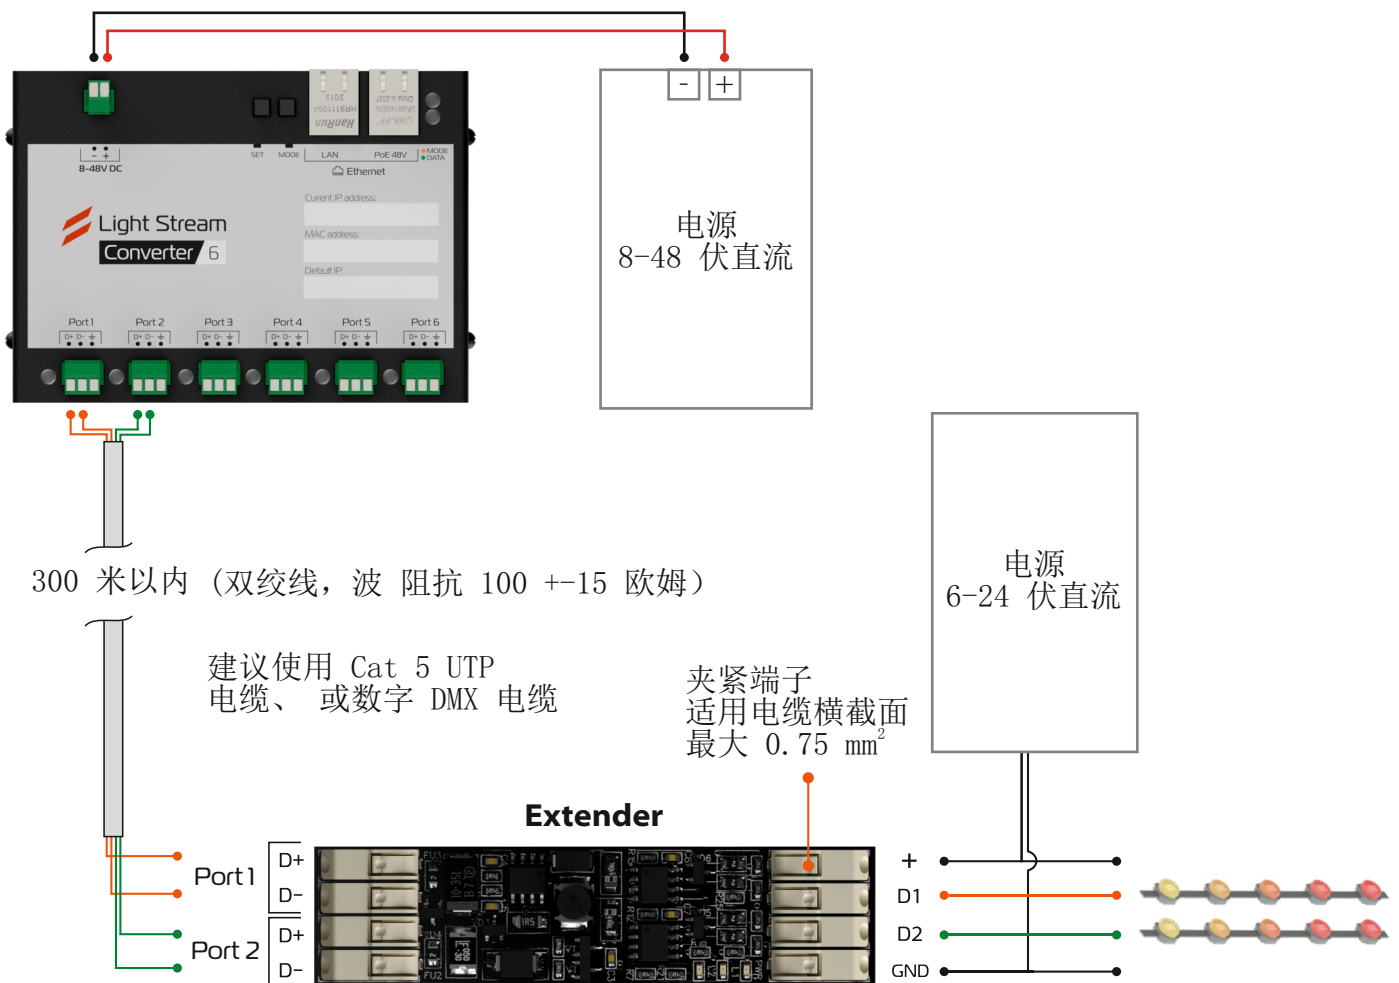 - +
8-48V DC
SET
MODE
LAN
PoE 48V
MODE
DATA
Ethernet
HanRun
HR911105A
2012
LINK-PP
Current IP address:
MAC address:
Default IP:
Light Stream
Converter 6
Port 1
Port 2
Port 3
Port 4
Port 5
Port 6
D+ D-
D+ D-
D+ D-
D+ D-
D+ D-
D+ D-
- +
电源
8-48 伏直流
电源
6-24 伏直流
300 米以内 (双绞线，波 阻抗 100 +-15 欧姆)
建议使用 Cat 5 UTP
电缆、 或数字 DMX 电缆
夹紧端子
适用电缆横截面
最大 0.75 mm²
Extender
Port 1
D+
D-
Port 2
D+
D-
+
D1
D2
GND